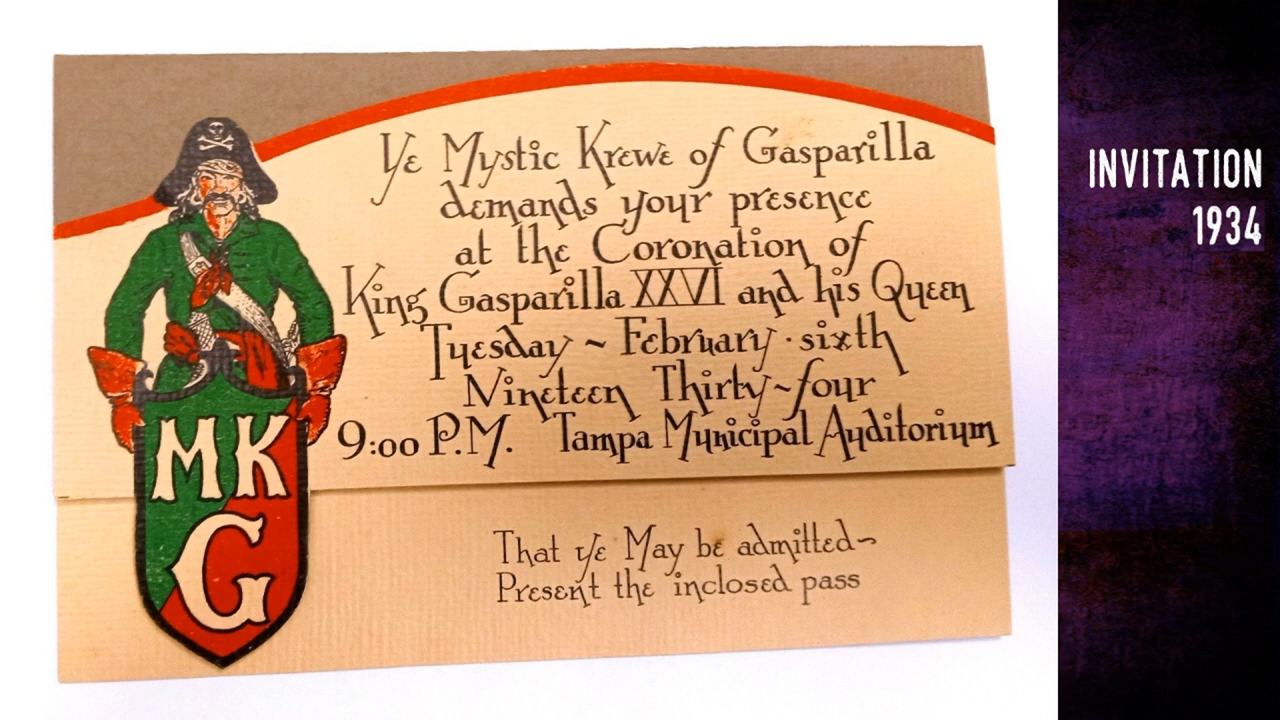 Ye Mystic Krewe of Gasparilla
demands your presence
at the Coronation of
King Gasparilla XXVI and his Queen
Tuesday ~ February · sixth
Nineteen Thirty~four
9:00 P.M. Tampa Municipal Auditorium
MK
G
That ye May be admitted~
Present the inclosed pass
INVITATION
1934